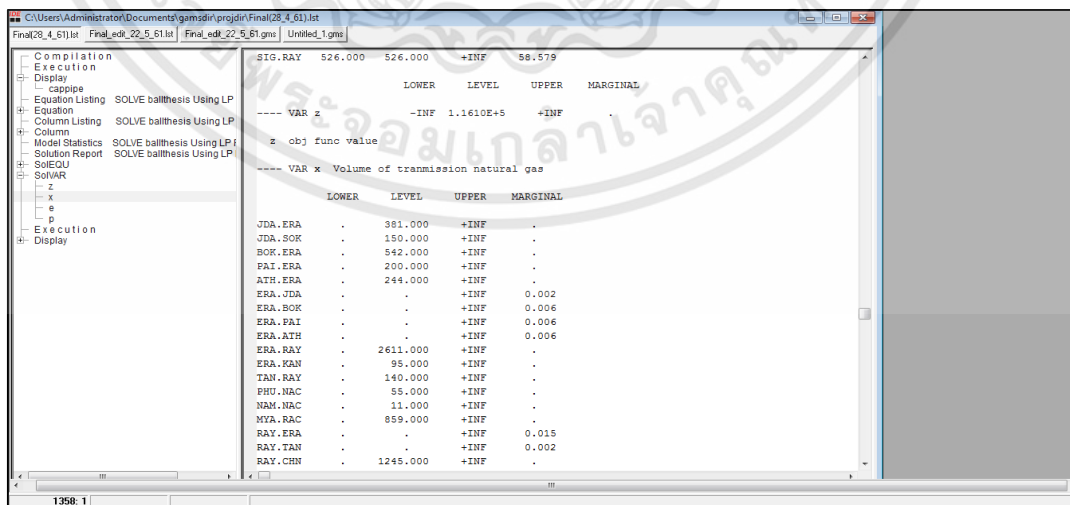 C:\Users\Administrator\Documents\gamsdir\projdir\Final(28_4_61).lst
Final(28_4_61).lst Final_edit_22_5_61.lst Final_edit_22_5_61.gms Untitled_1.gms
Compilation
Execution
Display
cappipe
Equation Listing SOLVE ballthesis Using LP
Equation
Column Listing SOLVE ballthesis Using LP
Column
Model Statistics SOLVE ballthesis Using LP F
Solution Report SOLVE ballthesis Using LP
SolEQU
SolVAR
z
x
e
p
Execution
Display
SIG.RAY 526.000 526.000 +INF 58.579
LOWER LEVEL UPPER MARGINAL
---- VAR z -INF 1.1610E+5 +INF .
z obj func value
---- VAR x Volume of tranmission natural gas
LOWER LEVEL UPPER MARGINAL
JDA.ERA . 381.000 +INF .
JDA.SOK . 150.000 +INF .
BOK.ERA . 542.000 +INF .
PAI.ERA . 200.000 +INF .
ATH.ERA . 244.000 +INF .
ERA.JDA . . +INF 0.002
ERA.BOK . . +INF 0.006
ERA.PAI . . +INF 0.006
ERA.ATH . . +INF 0.006
ERA.RAY . 2611.000 +INF .
ERA.KAN . 95.000 +INF .
TAN.RAY . 140.000 +INF .
PHU.NAC . 55.000 +INF .
NAM.NAC . 11.000 +INF .
MYA.RAC . 859.000 +INF .
RAY.ERA . . +INF 0.015
RAY.TAN . . +INF 0.002
RAY.CHN . 1245.000 +INF .
1358: 1